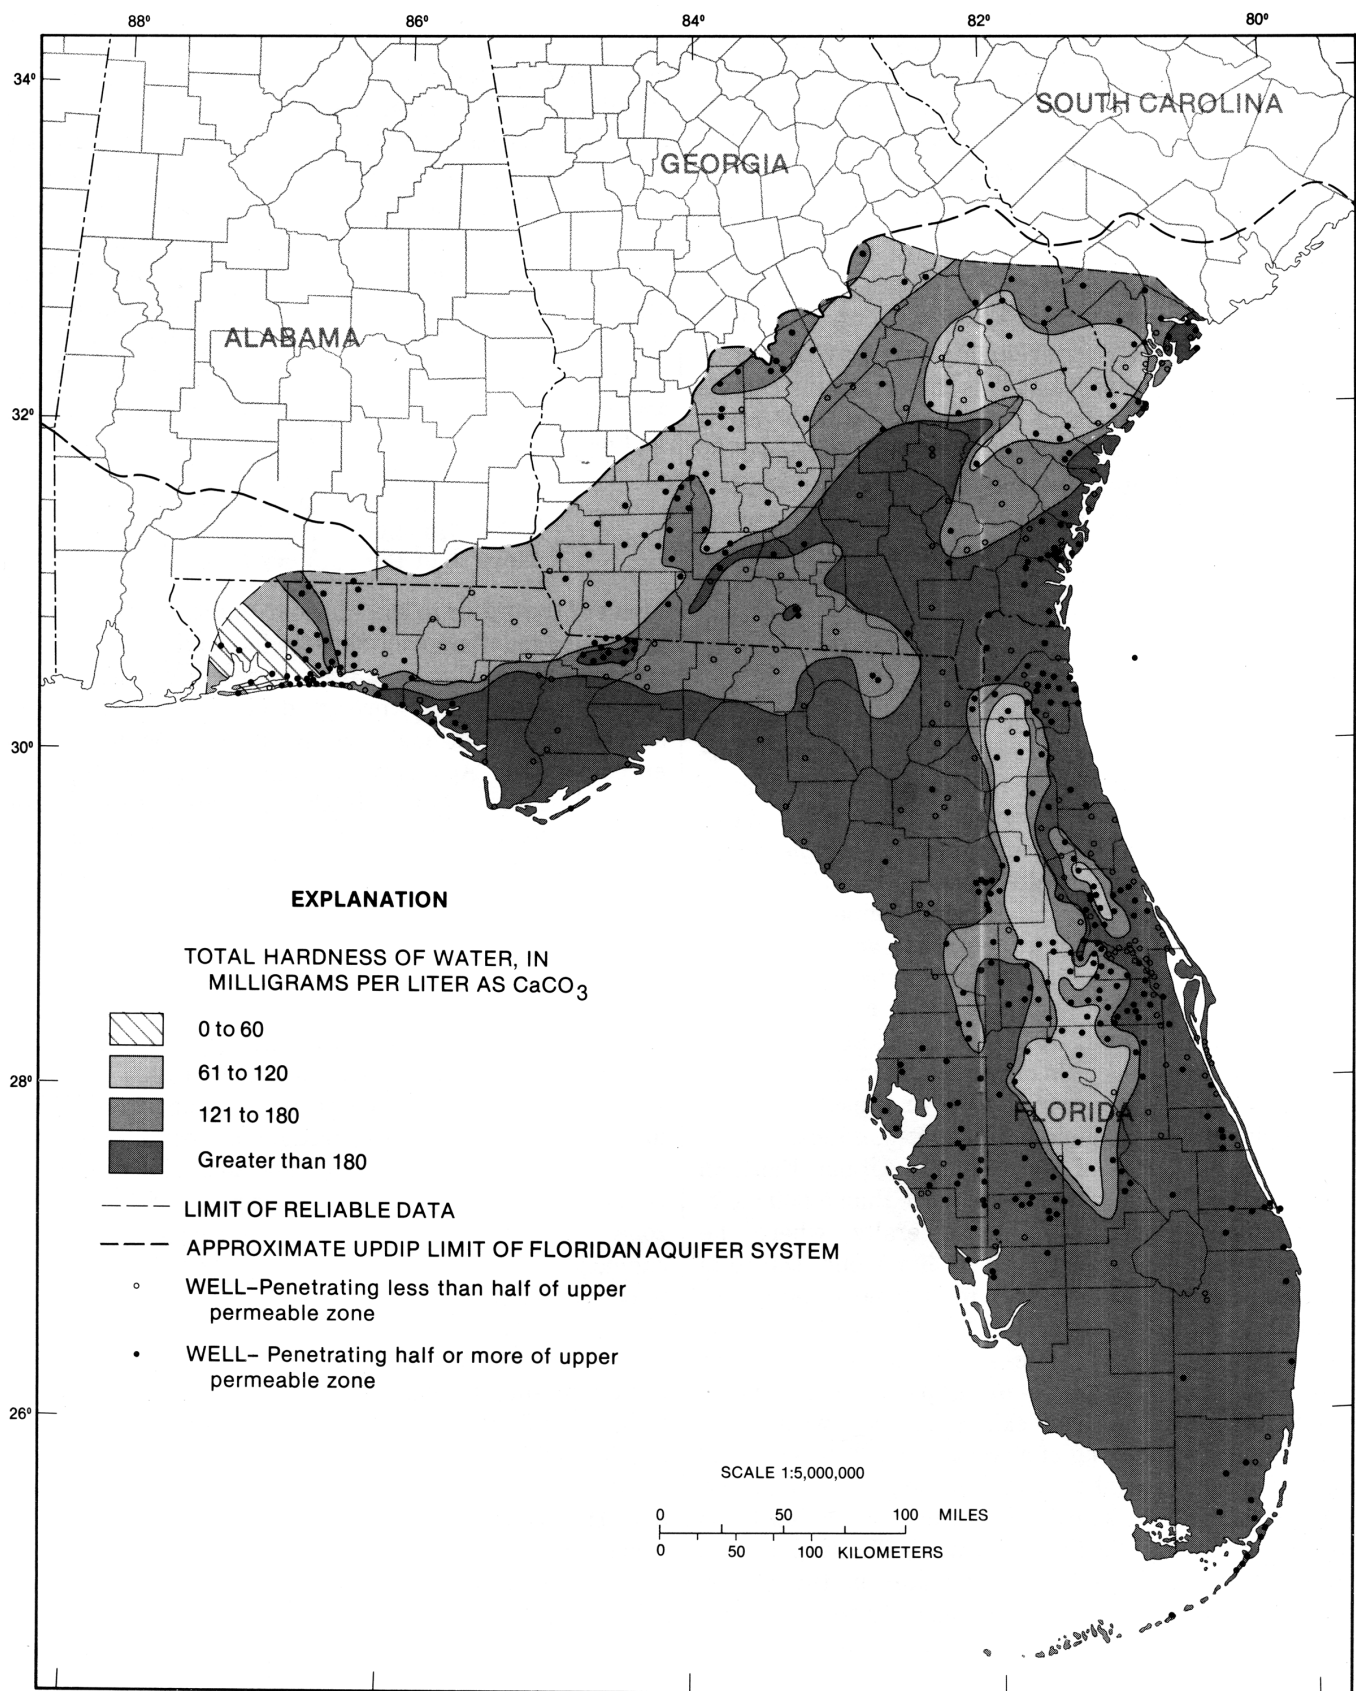 88° 86° 84° 82° 80°
34°
SOUTH CAROLINA
GEORGIA
ALABAMA
32°
30°
EXPLANATION
TOTAL HARDNESS OF WATER, IN
MILLIGRAMS PER LITER AS CaCO3
0 to 60
61 to 120
121 to 180
Greater than 180
LIMIT OF RELIABLE DATA
APPROXIMATE UPDIP LIMIT OF FLORIDAN AQUIFER SYSTEM
WELL–Penetrating less than half of upper
permeable zone
WELL– Penetrating half or more of upper
permeable zone
28°
FLORIDA
26°
SCALE 1:5,000,000
0 50 100 MILES
0 50 100 KILOMETERS